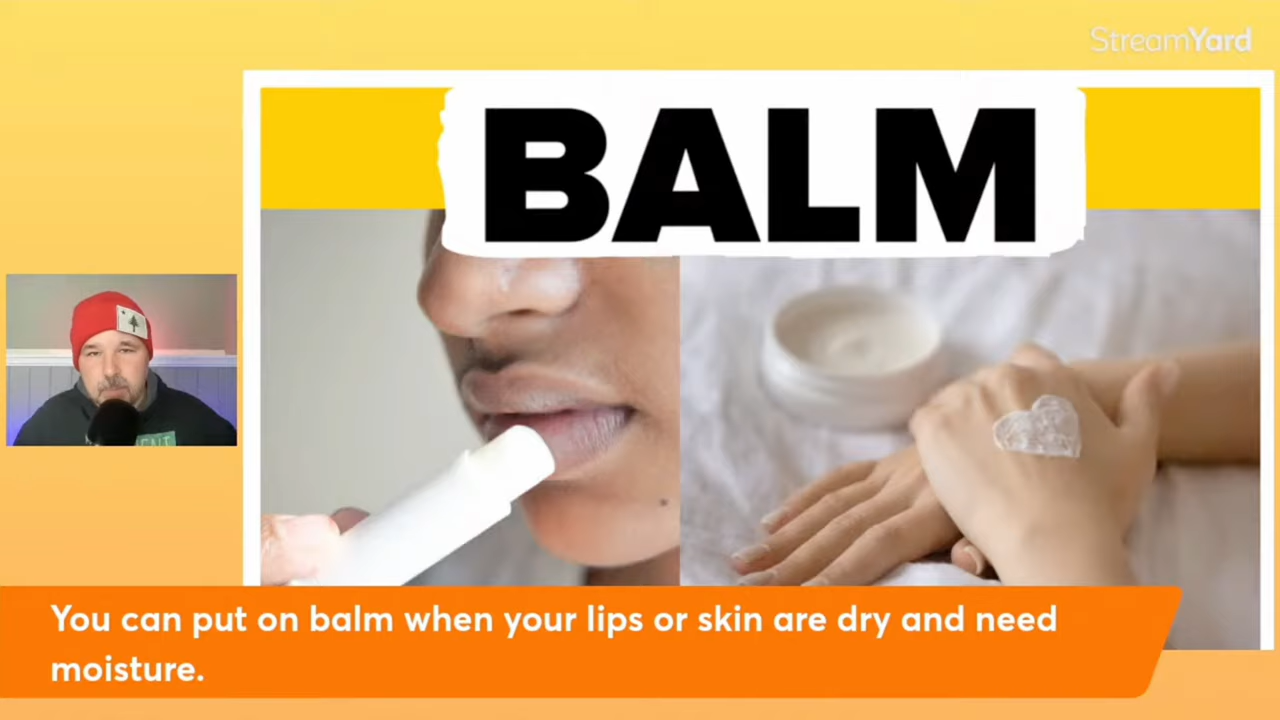 StreamYard
BALM
You can put on balm when your lips or skin are dry and need
moisture.